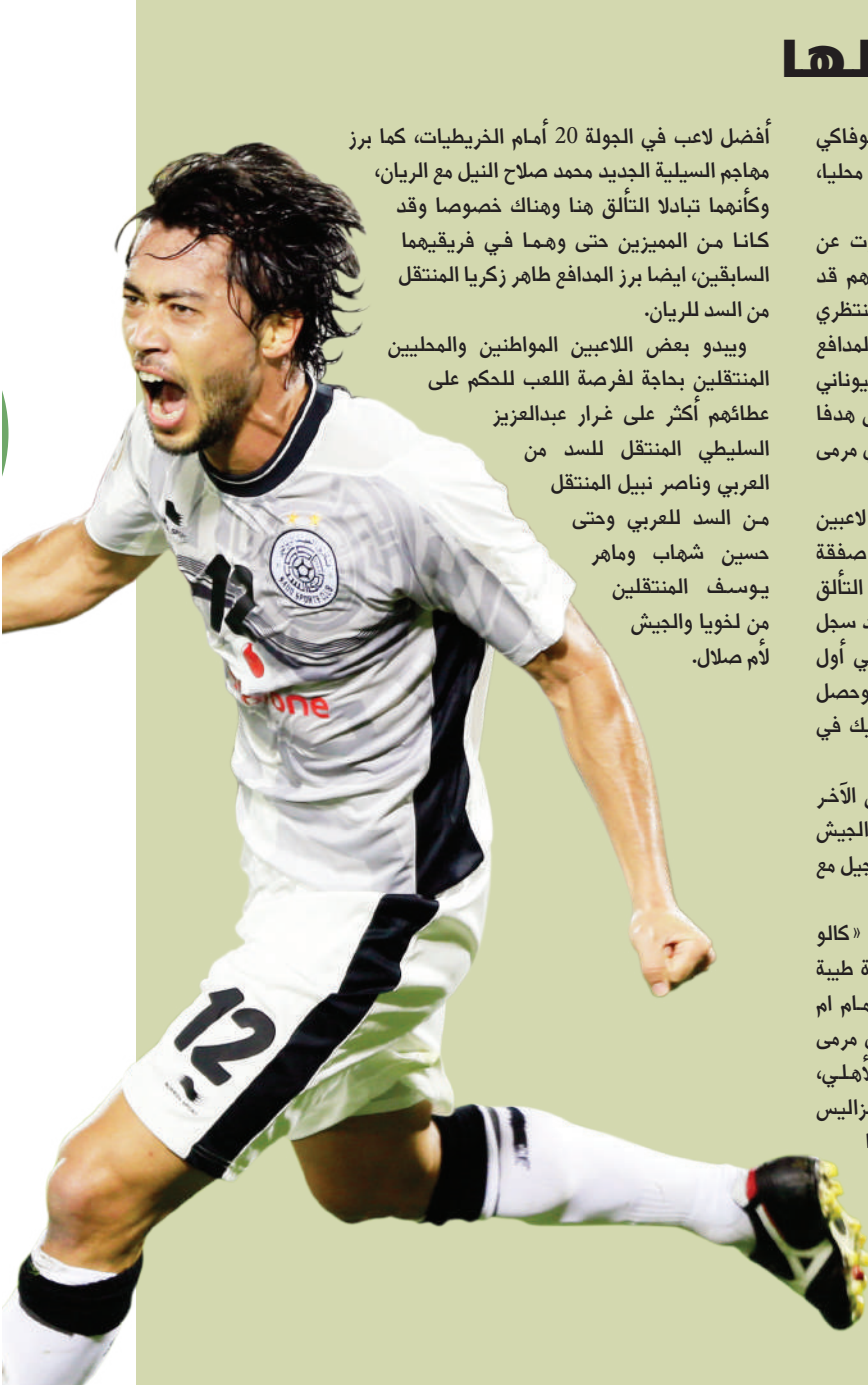 لها
وفاكي
محليا،
ت عن
هم قد
نتظري
لمدافع
يوناني
ل هدفا
ي مرمى
لاعبين
صفقة
التألق
د سجل
ي أول
وحصل
يك في
ل الآخر
الجيش
جيل مع
«كالو
ة طيبة
مام ام
ي مرمى
لأهلي،
زاليس
ا
أفضل لاعب في الجولة 20 أمام الخريطيات، كما برز
مهاجم السيلية الجديد محمد صلاح النيل مع الريان،
وكأنهما تبادلا التألق هنا وهناك خصوصا وقد
كانا من المميزين حتى وهما في فريقيهما
السابقين، ايضا برز المدافع طاهر زكريا المنتقل
من السد للريان.
ويبدو بعض اللاعبين المواطنين والمحليين
المنتقلين بحاجة لفرصة اللعب للحكم على
عطائهم أكثر على غرار عبدالعزيز
السليطي المنتقل للسد من
العربي وناصر نبيل المنتقل
من السد للعربي وحتى
حسين شهاب وماهر
يوسف المنتقلين
من لخويا والجيش
لأم صلال.
12
SPORTS CLUB
one
12